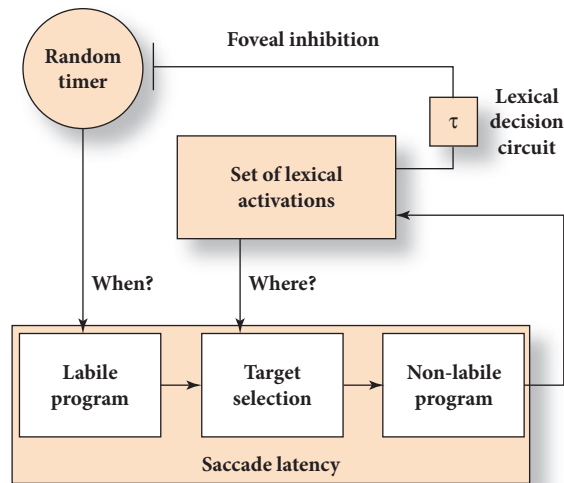 Foveal inhibition
Random
timer
τ
Lexical
decision
circuit
Set of lexical
activations
When?
Where?
Labile
program
Target
selection
Non-labile
program
Saccade latency